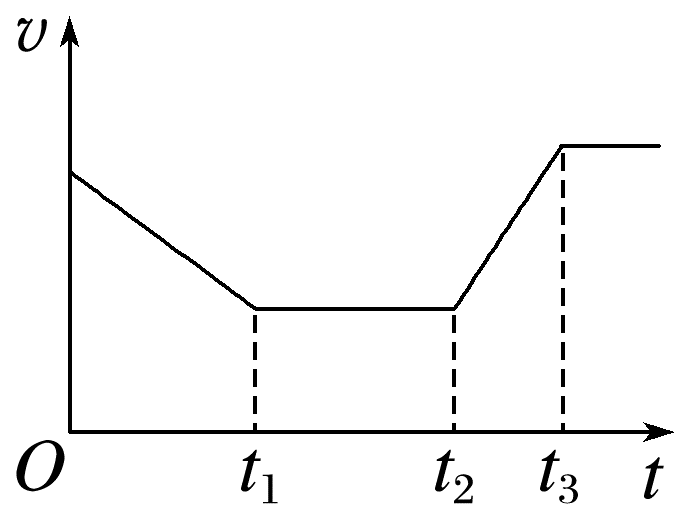 v
O t₁ t₂ t₃ t